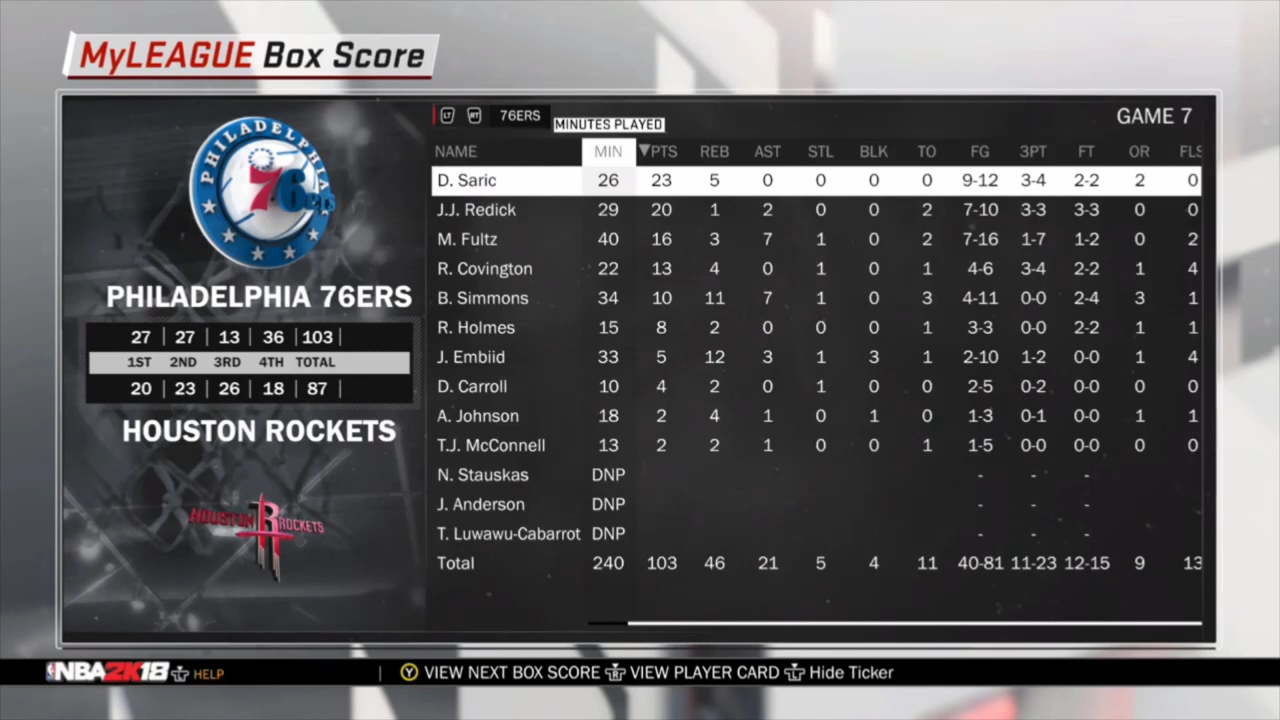 MyLEAGUE Box Score
PHILADELPHIA 76ers
PHILADELPHIA 76ERS
27 | 27 | 13 | 36 | 103 |
1ST 2ND 3RD 4TH TOTAL
20 | 23 | 26 | 18 | 87 |
HOUSTON ROCKETS
HOUSTON R ROCKETS
LT RT 76ERS MINUTES PLAYED GAME 7
NAME MIN ▼PTS REB AST STL BLK TO FG 3PT FT OR FLS
D. Saric 26 23 5 0 0 0 0 9-12 3-4 2-2 2 0
J.J. Redick 29 20 1 2 0 0 2 7-10 3-3 3-3 0 0
M. Fultz 40 16 3 7 1 0 2 7-16 1-7 1-2 0 2
R. Covington 22 13 4 0 1 0 1 4-6 3-4 2-2 1 4
B. Simmons 34 10 11 7 1 0 3 4-11 0-0 2-4 3 1
R. Holmes 15 8 2 0 0 0 1 3-3 0-0 2-2 1 1
J. Embiid 33 5 12 3 1 3 1 2-10 1-2 0-0 1 4
D. Carroll 10 4 2 0 1 0 0 2-5 0-2 0-0 0 0
A. Johnson 18 2 4 1 0 1 0 1-3 0-1 0-0 1 1
T.J. McConnell 13 2 2 1 0 0 1 1-5 0-0 0-0 0 0
N. Stauskas DNP - - -
J. Anderson DNP - - -
T. Luwawu-Cabarrot DNP - - -
Total 240 103 46 21 5 4 11 40-81 11-23 12-15 9 13
NBA 2K18 HELP | Y VIEW NEXT BOX SCORE R VIEW PLAYER CARD L Hide Ticker